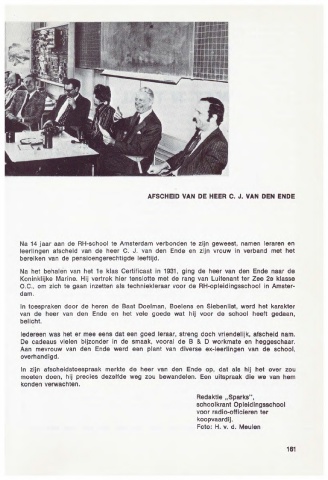 AFSCHEID VAN DE HEER C. J. VAN DEN ENDE
Na 14 jaar aan de RH-school te Amsterdam verbonden te zijn geweest, namen leraren en
leerlingen afscheid van de heer C. J. van den Ende en zijn vrouw in verband met het
bereiken van de pensioengerechtigde leeftijd.
Na het behalen van het 1e klas Certificaat in 1931, ging de heer van den Ende naar de
Koninklijke Marine. Hij vertrok hier tenslotte met de rang van Luitenant ter Zee 2e klasse
O.C., om zich te gaan inzetten als techniekleraar voor de RH-opleidingsschool in Amster-
dam.
In toespraken door de heren de Beat Doelman, Boelens en Siebenliet, werd het karakter
van de heer van den Ende en het vele goede wat hij voor de school heeft gedaan,
belicht.
Iedereen was het er mee eens dat een goed leraar, streng doch vriendelijk, afscheid nam.
De cadeaus vielen bijzonder in de smaak, vooral de B & D workmate en heggeschaar.
Aan mevrouw van den Ende werd een plant van diverse ex-leerlingen van de school,
overhandigd.
In zijn afscheidstoespraak merkte de heer van den Ende op, dat als hij het over zou
moeten doen, hij precies dezelfde weg zou bewandelen. Een uitspraak die we van hem
konden verwachten.
Redaktie „Sparks",
schoolkrant Opleidingsschool
voor radio-officieren ter
koopvaardij.
Foto: H. v. d. Meulen
161